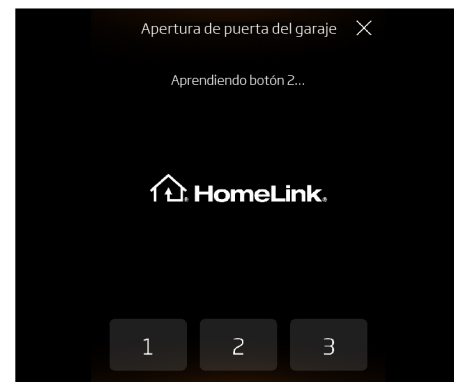 Apertura de puerta del garaje
Aprendiendo botón 2...
HomeLink®
1 2 3